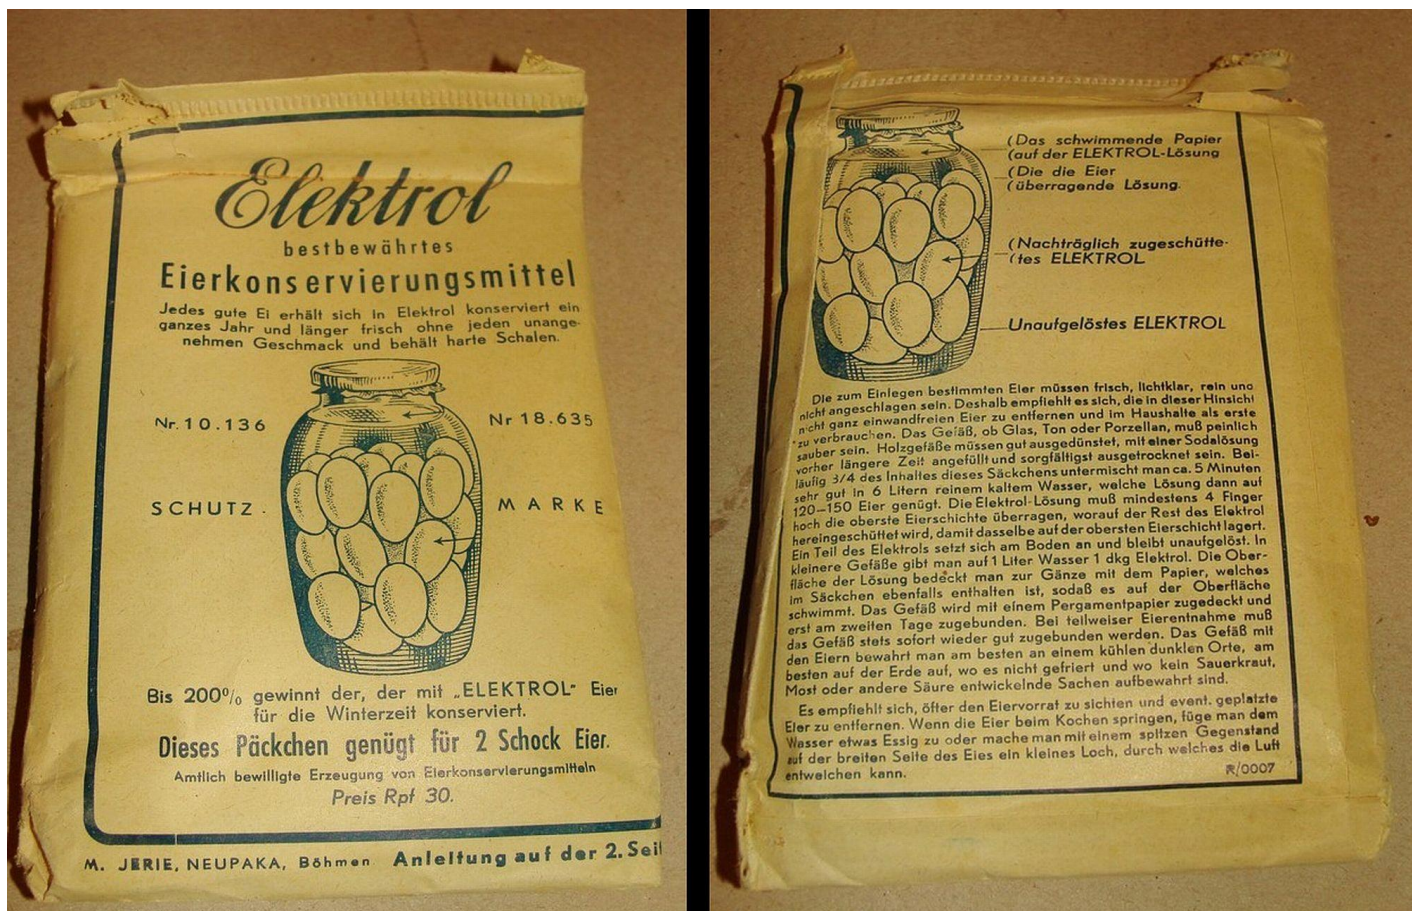 Elektrol
bestbewährtes
Eierkonservierungsmittel
Jedes gute Ei erhält sich in Elektrol konserviert ein
ganzes Jahr und länger frisch ohne jeden unange-
nehmen Geschmack und behält harte Schalen.
Nr. 10.136 Nr 18.635
SCHUTZ - MARKE
Bis 200% gewinnt der, der mit „ELEKTROL" Eier
für die Winterzeit konserviert.
Dieses Päckchen genügt für 2 Schock Eier.
Amtlich bewilligte Erzeugung von Eierkonservierungsmitteln
Preis Rpf 30.
M. JERIE, NEUPAKA, Böhmen Anleitung auf der 2. Seit
(Das schwimmende Papier
(auf der ELEKTROL-Lösung
(Die die Eier
(überragende Lösung.
(Nachträglich zugeschütte-
(tes ELEKTROL
Unaufgelöstes ELEKTROL
Die zum Einlegen bestimmten Eier müssen frisch, lichtklar, rein und
nicht angeschlagen sein. Deshalb empfiehlt es sich, die in dieser Hinsicht
nicht ganz einwandfreien Eier zu entfernen und im Haushalte als erste
zu verbrauchen. Das Gefäß, ob Glas, Ton oder Porzellan, muß peinlich
sauber sein. Holzgefäße müssen gut ausgedünstet, mit einer Sodalösung
vorher längere Zeit angefüllt und sorgfältigst ausgetrocknet sein. Bei-
läufig 3/4 des Inhaltes dieses Säckchens untermischt man ca. 5 Minuten
sehr gut in 6 Litern reinem kaltem Wasser, welche Lösung dann auf
120—150 Eier genügt. Die Elektrol-Lösung muß mindestens 4 Finger
hoch die oberste Eierschichte überragen, worauf der Rest des Elektrol
hereingeschüttet wird, damit dasselbe auf der obersten Eierschicht lagert.
Ein Teil des Elektrols setzt sich am Boden an und bleibt unaufgelöst. In
kleinere Gefäße gibt man auf 1 Liter Wasser 1 dkg Elektrol. Die Ober-
fläche der Lösung bedeckt man zur Gänze mit dem Papier, welches
im Säckchen ebenfalls enthalten ist, sodaß es auf der Oberfläche
schwimmt. Das Gefäß wird mit einem Pergamentpapier zugedeckt und
erst am zweiten Tage zugebunden. Bei teilweiser Eierentnahme muß
das Gefäß stets sofort wieder gut zugebunden werden. Das Gefäß mit
den Eiern bewahrt man am besten an einem kühlen dunklen Orte, am
besten auf der Erde auf, wo es nicht gefriert und wo kein Sauerkraut,
Most oder andere Säure entwickelnde Sachen aufbewahrt sind.
Es empfiehlt sich, öfter den Eiervorrat zu sichten und event. geplatzte
Eier zu entfernen. Wenn die Eier beim Kochen springen, füge man dem
Wasser etwas Essig zu oder mache man mit einem spitzen Gegenstand
auf der breiten Seite des Eies ein kleines Loch, durch welches die Luft
entweichen kann. R/0007